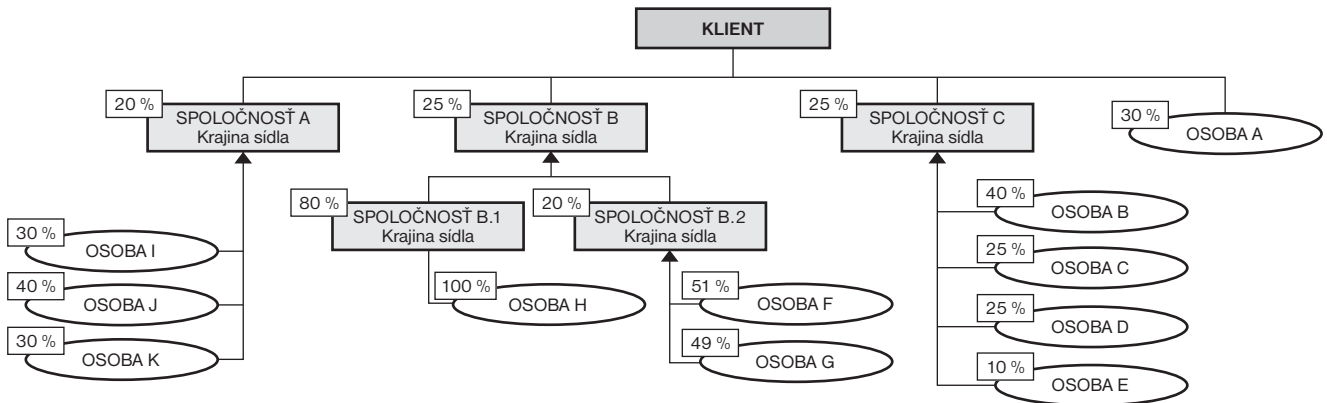 KLIENT
20 %
SPOLOČNOSŤ A
Krajina sídla
25 %
SPOLOČNOSŤ B
Krajina sídla
25 %
SPOLOČNOSŤ C
Krajina sídla
30 %
OSOBA A
30 %
OSOBA I
40 %
OSOBA J
30 %
OSOBA K
80 %
SPOLOČNOSŤ B.1
Krajina sídla
100 %
OSOBA H
20 %
SPOLOČNOSŤ B.2
Krajina sídla
51 %
OSOBA F
49 %
OSOBA G
40 %
OSOBA B
25 %
OSOBA C
25 %
OSOBA D
10 %
OSOBA E